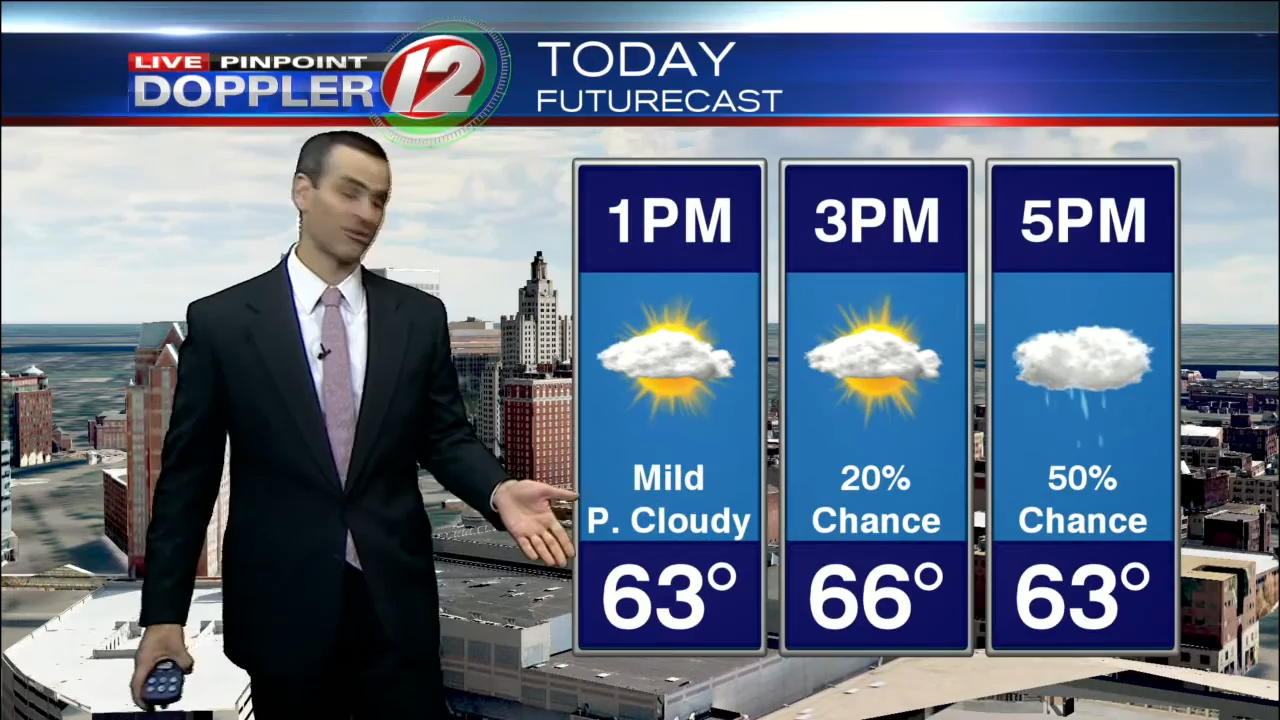 LIVE PINPOINT
DOPPLER 12
TODAY
FUTURECAST
1PM
Mild
P. Cloudy
63°
3PM
20%
Chance
66°
5PM
50%
Chance
63°